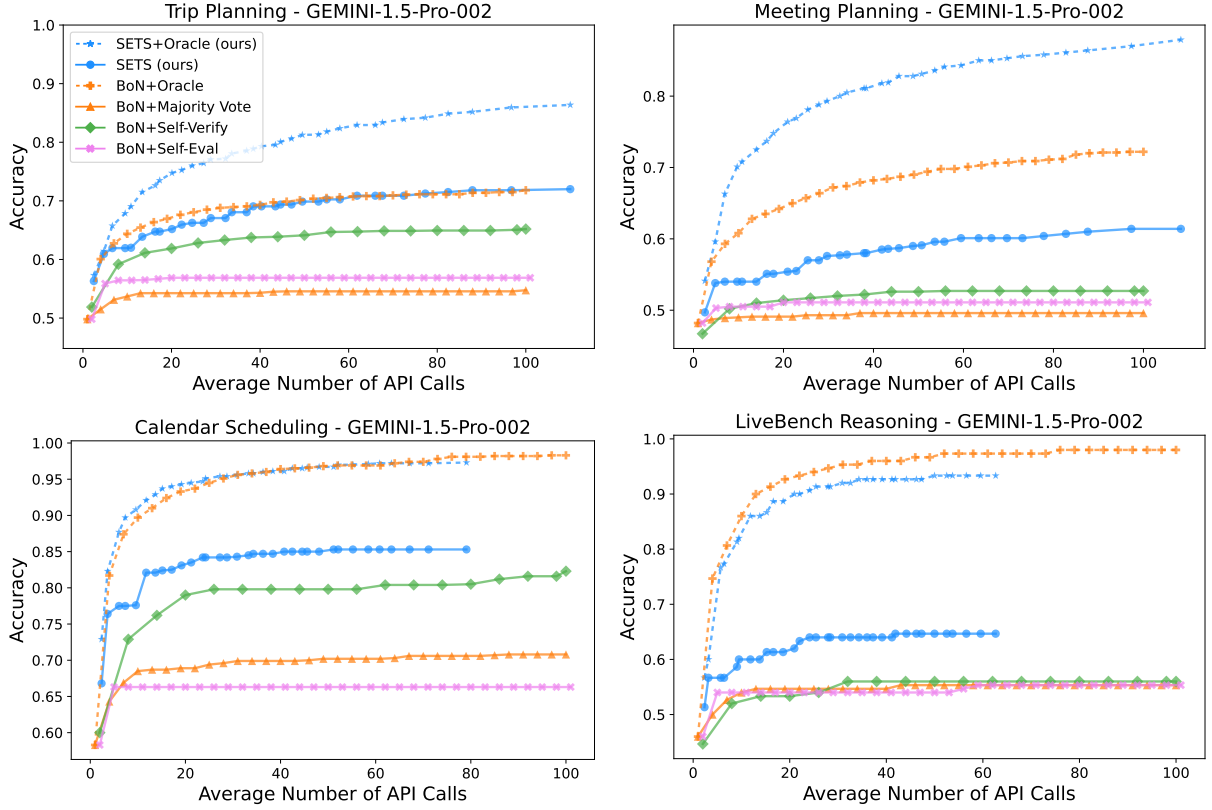 Trip Planning - GEMINI-1.5-Pro-002
1.0
0.9
0.8
0.7
0.6
0.5
Accuracy
SETS+Oracle (ours)
SETS (ours)
BoN+Oracle
BoN+Majority Vote
BoN+Self-Verify
BoN+Self-Eval
0 20 40 60 80 100
Average Number of API Calls
Meeting Planning - GEMINI-1.5-Pro-002
0.8
0.7
0.6
0.5
Accuracy
0 20 40 60 80 100
Average Number of API Calls
Calendar Scheduling - GEMINI-1.5-Pro-002
1.00
0.95
0.90
0.85
0.80
0.75
0.70
0.65
0.60
Accuracy
0 20 40 60 80 100
Average Number of API Calls
LiveBench Reasoning - GEMINI-1.5-Pro-002
1.0
0.9
0.8
0.7
0.6
0.5
Accuracy
0 20 40 60 80 100
Average Number of API Calls